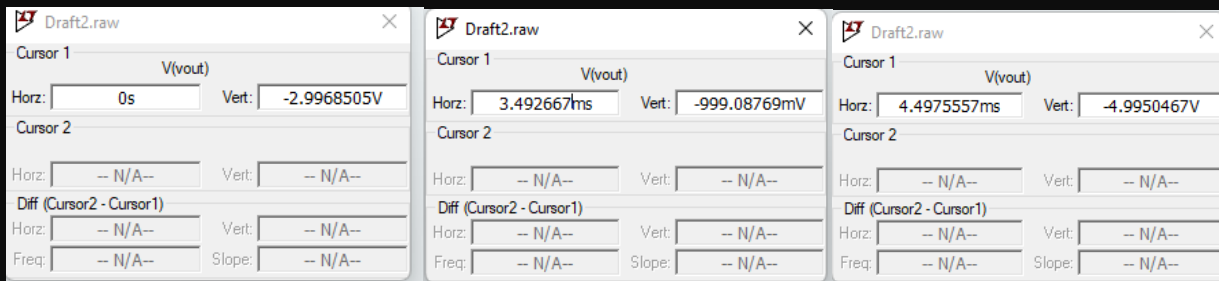 Draft2.raw
Cursor 1
V(vout)
Horz: 0s Vert: -2.9968505V
Cursor 2
Horz: -- N/A-- Vert: -- N/A--
Diff (Cursor2 - Cursor1)
Horz: -- N/A-- Vert: -- N/A--
Freq: -- N/A-- Slope: -- N/A--
Draft2.raw
Cursor 1
V(vout)
Horz: 3.492667ms Vert: -999.08769mV
Cursor 2
Horz: -- N/A-- Vert: -- N/A--
Diff (Cursor2 - Cursor1)
Horz: -- N/A-- Vert: -- N/A--
Freq: -- N/A-- Slope: -- N/A--
Draft2.raw
Cursor 1
V(vout)
Horz: 4.4975557ms Vert: -4.9950467V
Cursor 2
Horz: -- N/A-- Vert: -- N/A--
Diff (Cursor2 - Cursor1)
Horz: -- N/A-- Vert: -- N/A--
Freq: -- N/A-- Slope: -- N/A--